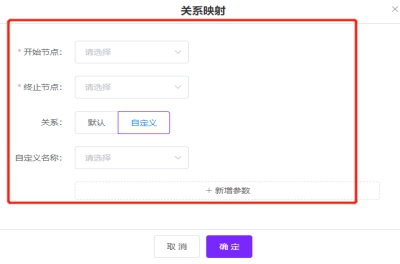 关系映射
* 开始节点： 请选择
* 终止节点： 请选择
关系： 默认 自定义
自定义名称： 请选择
+ 新增参数
取消 确定